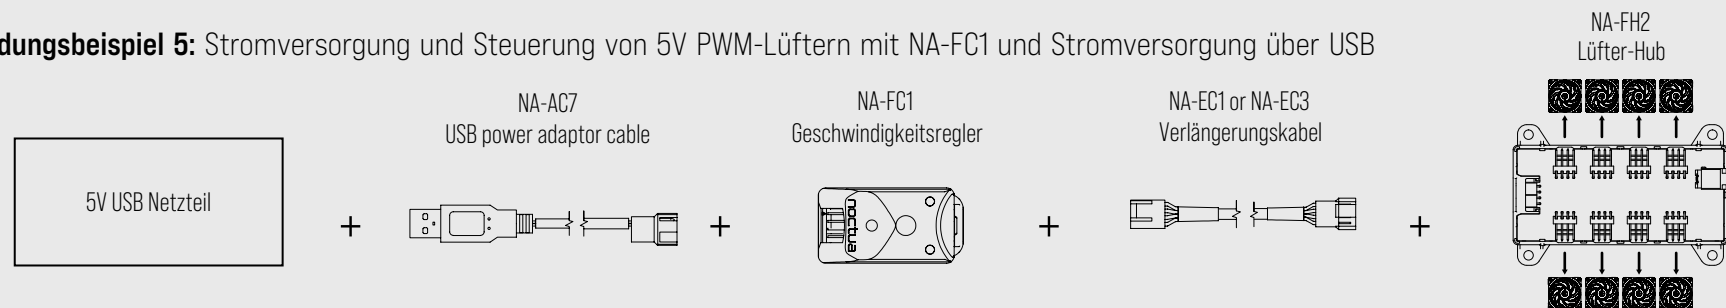 dungsbeispiel 5: Stromversorgung und Steuerung von 5V PWM-Lüftern mit NA-FC1 und Stromversorgung über USB
NA-FH2
Lüfter-Hub
5V USB Netzteil
+
NA-AC7
USB power adaptor cable
+
NA-FC1
Geschwindigkeitsregler
noctua
+
NA-EC1 or NA-EC3
Verlängerungskabel
+